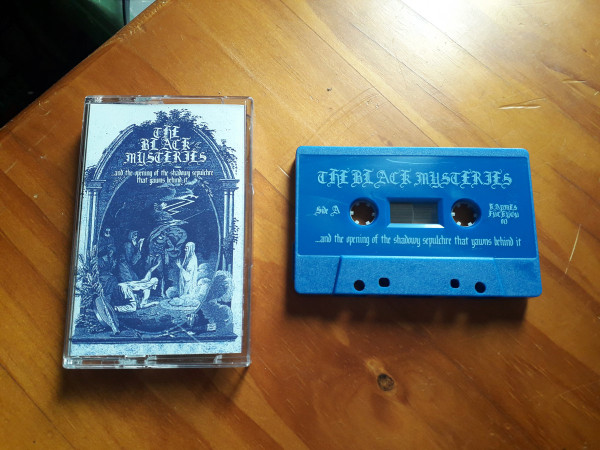 THE
BLACK
MYSTERIES
...and the opening of the shadowy sepulchre
that yawns behind it
THE BLACK MYSTERIES
Side A
...and the opening of the shadowy sepulchre that yawns behind it